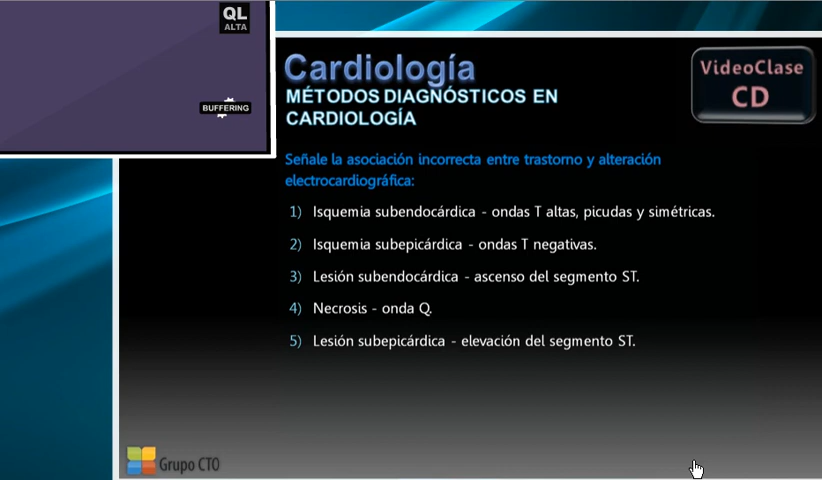 QL
ALTA
BUFFERING
Cardiología
MÉTODOS DIAGNÓSTICOS EN
CARDIOLOGÍA
VideoClase
CD
Señale la asociación incorrecta entre trastorno y alteración
electrocardiográfica:
1) Isquemia subendocárdica - ondas T altas, picudas y simétricas.
2) Isquemia subepicárdica - ondas T negativas.
3) Lesión subendocárdica - ascenso del segmento ST.
4) Necrosis - onda Q.
5) Lesión subepicárdica - elevación del segmento ST.
Grupo CTO